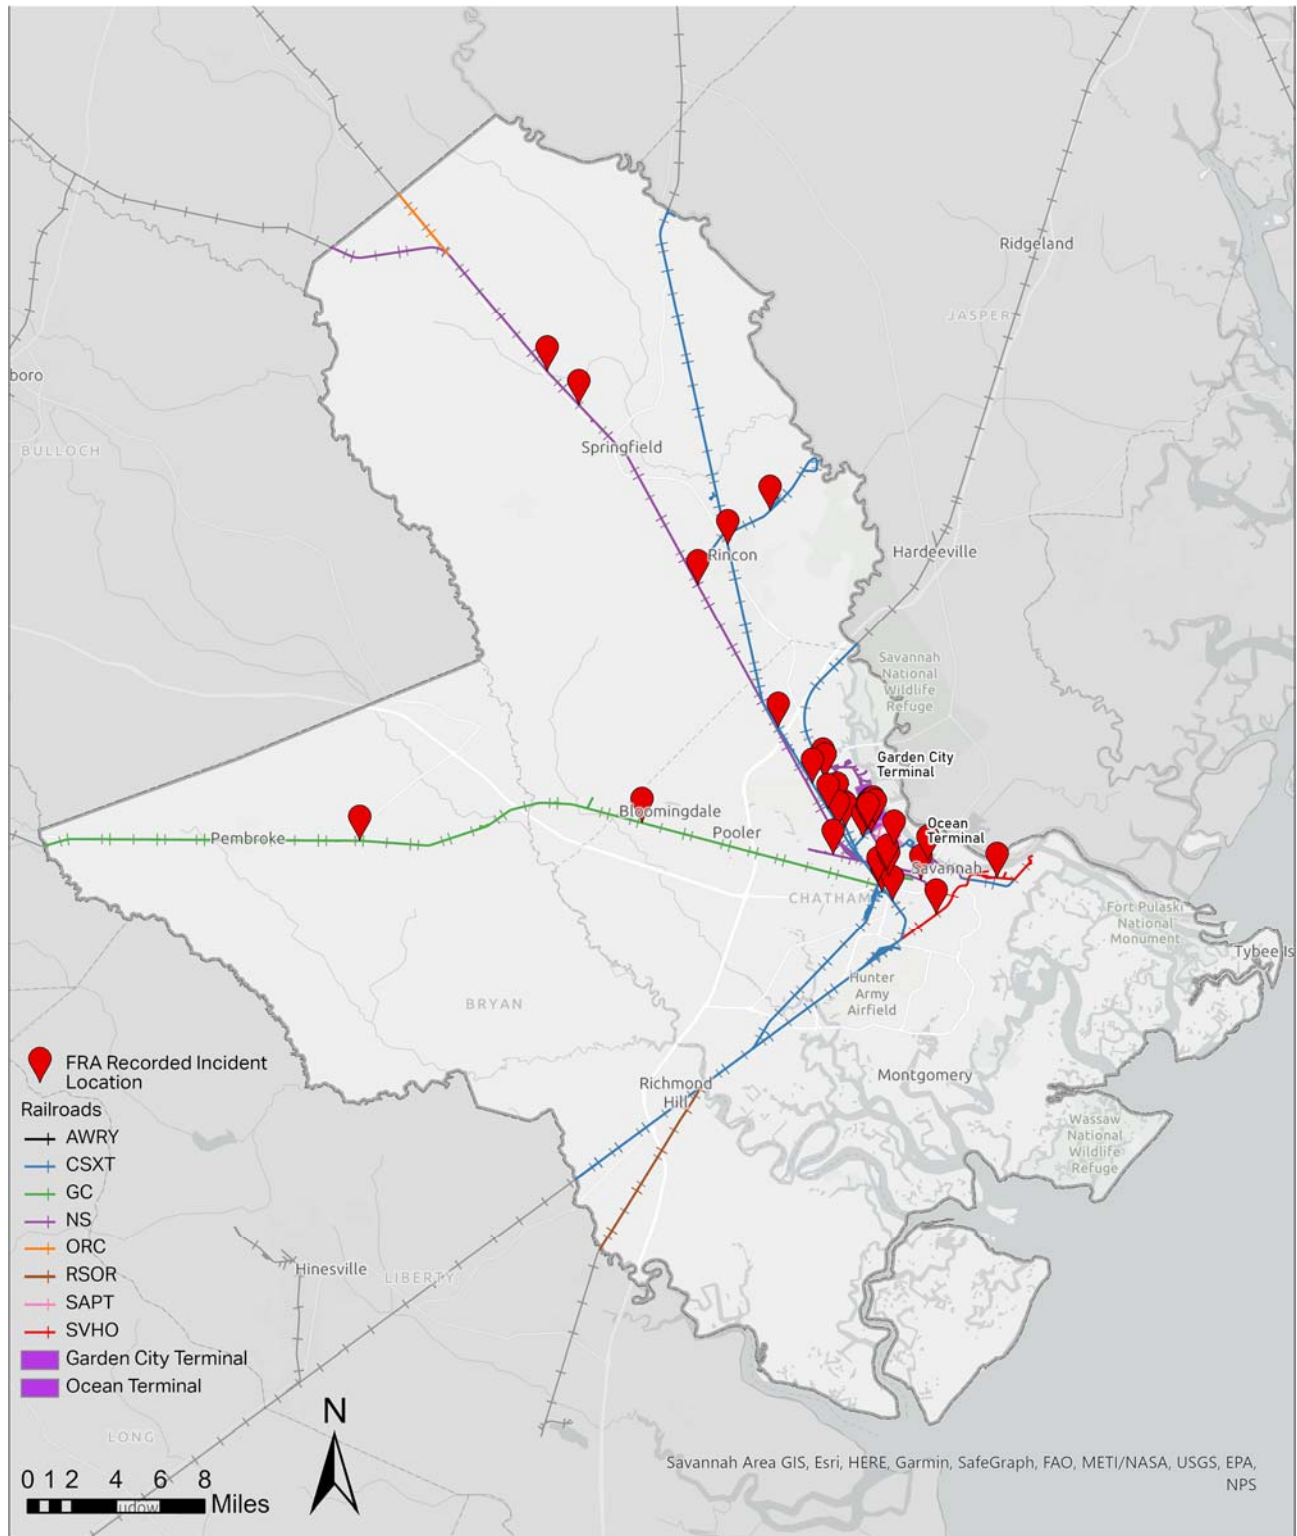 Ridgeland
JASPER
boro
BULLOCH
Springfield
Hardeeville
Rincon
Savannah
National
Wildlife
Refuge
Garden City
Terminal
Bloomingdale
Pembroke
Pooler
Ocean
Terminal
Savannah
CHATHAM
Fort Pulaski
National
Monument
Tybee Is
Hunter
Army
Airfield
BRYAN
Richmond
Hill
Montgomery
Wassaw
National
Wildlife
Refuge
Hinesville
LIBERTY
LONG
FRA Recorded Incident
Location
Railroads
AWRY
CSXT
GC
NS
ORC
RSOR
SAPT
SVHO
Garden City Terminal
Ocean Terminal
N
0 1 2 4 6 8
Miles
udow
Savannah Area GIS, Esri, HERE, Garmin, SafeGraph, FAO, METI/NASA, USGS, EPA,
NPS